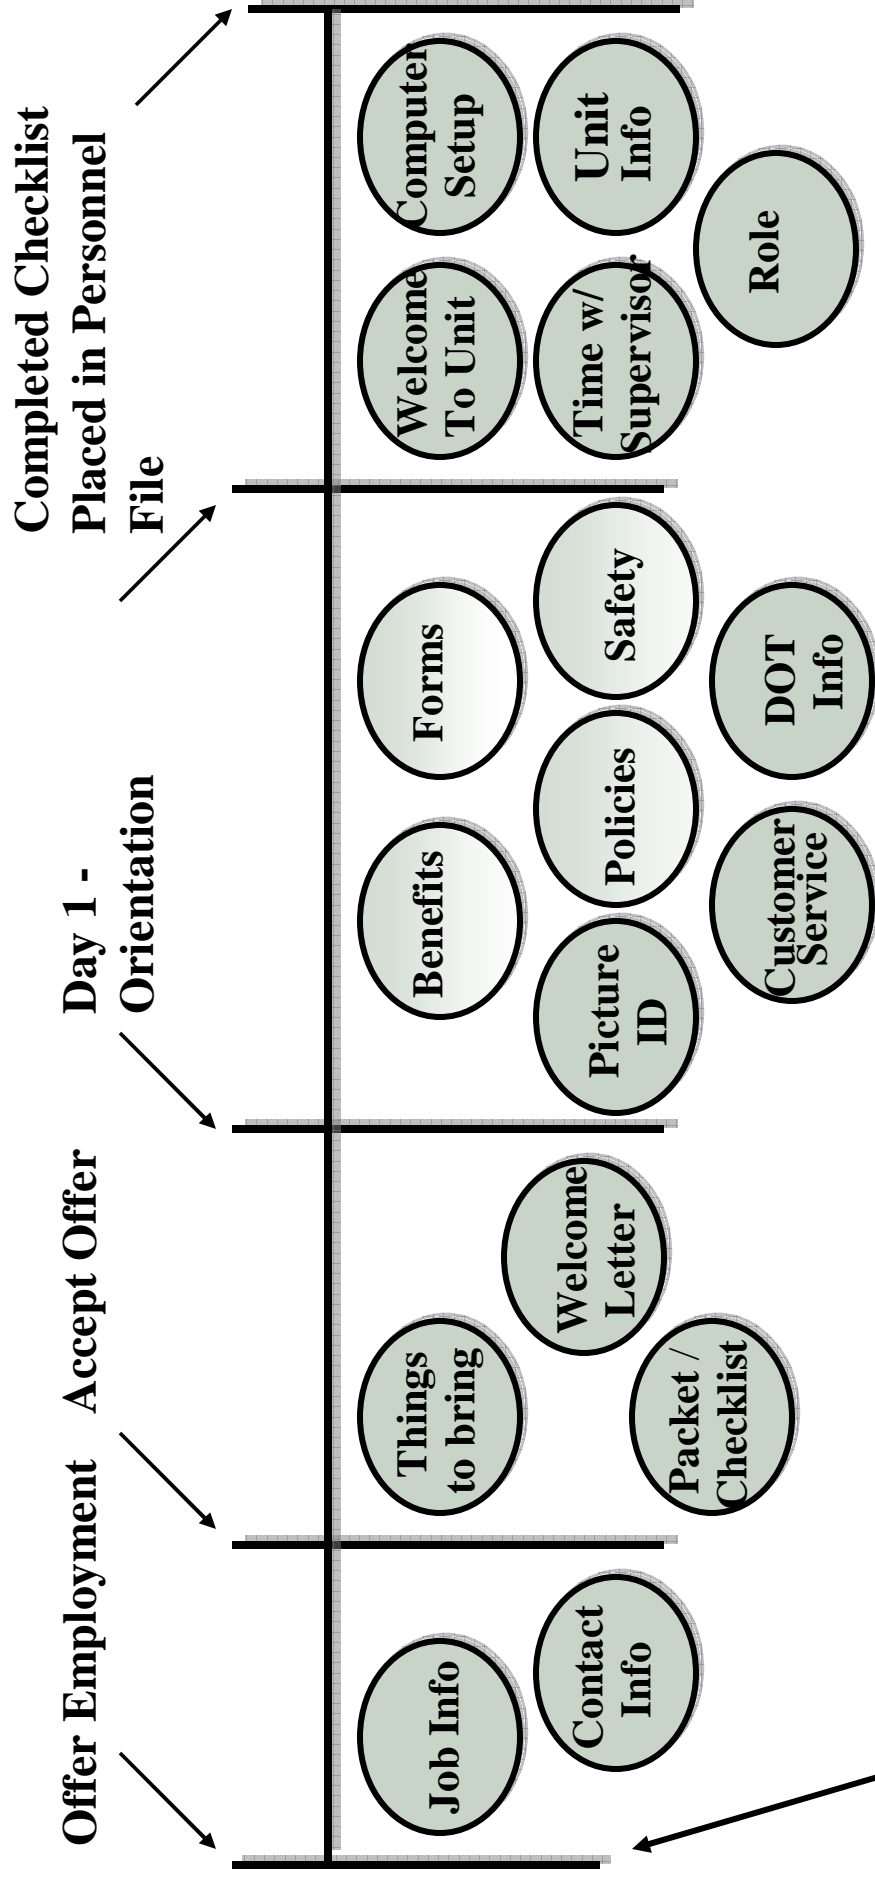 Offer Employment
Accept Offer
Day 1 -
Orientation
Completed Checklist
Placed in Personnel
File
Job Info
Contact
Info
Things
to bring
Welcome
Letter
Packet /
Checklist
Benefits
Forms
Picture
ID
Policies
Safety
Customer
Service
DOT
Info
Welcome
To Unit
Computer
Setup
Time w/
Supervisor
Unit
Info
Role